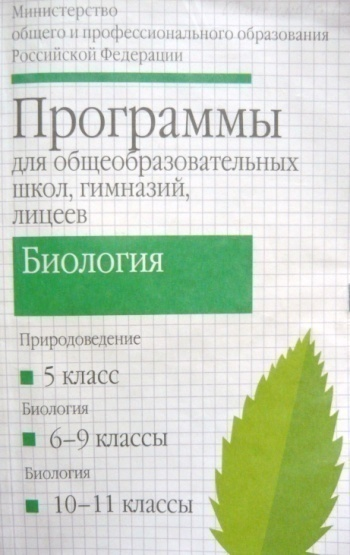 Министерство
общего и профессионального образования
Российской Федерации
Программы
для общеобразовательных
школ, гимназий,
лицеев
Биология
Природоведение
5 класс
Биология
6–9 классы
Биология
10–11 классы